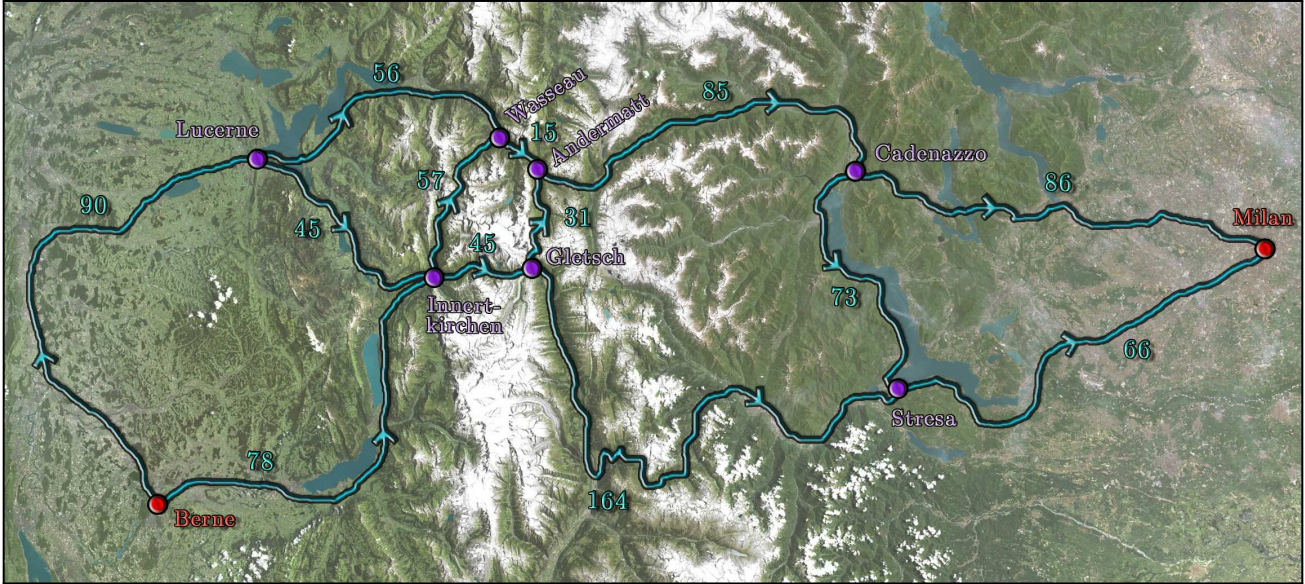 56
Wasseau
85
15
Andermatt
Lucerne
Cadenazzo
57
86
90
45
31
Milan
45
Gletsch
Innert-
kirchen
73
66
Stresa
78
164
Berne